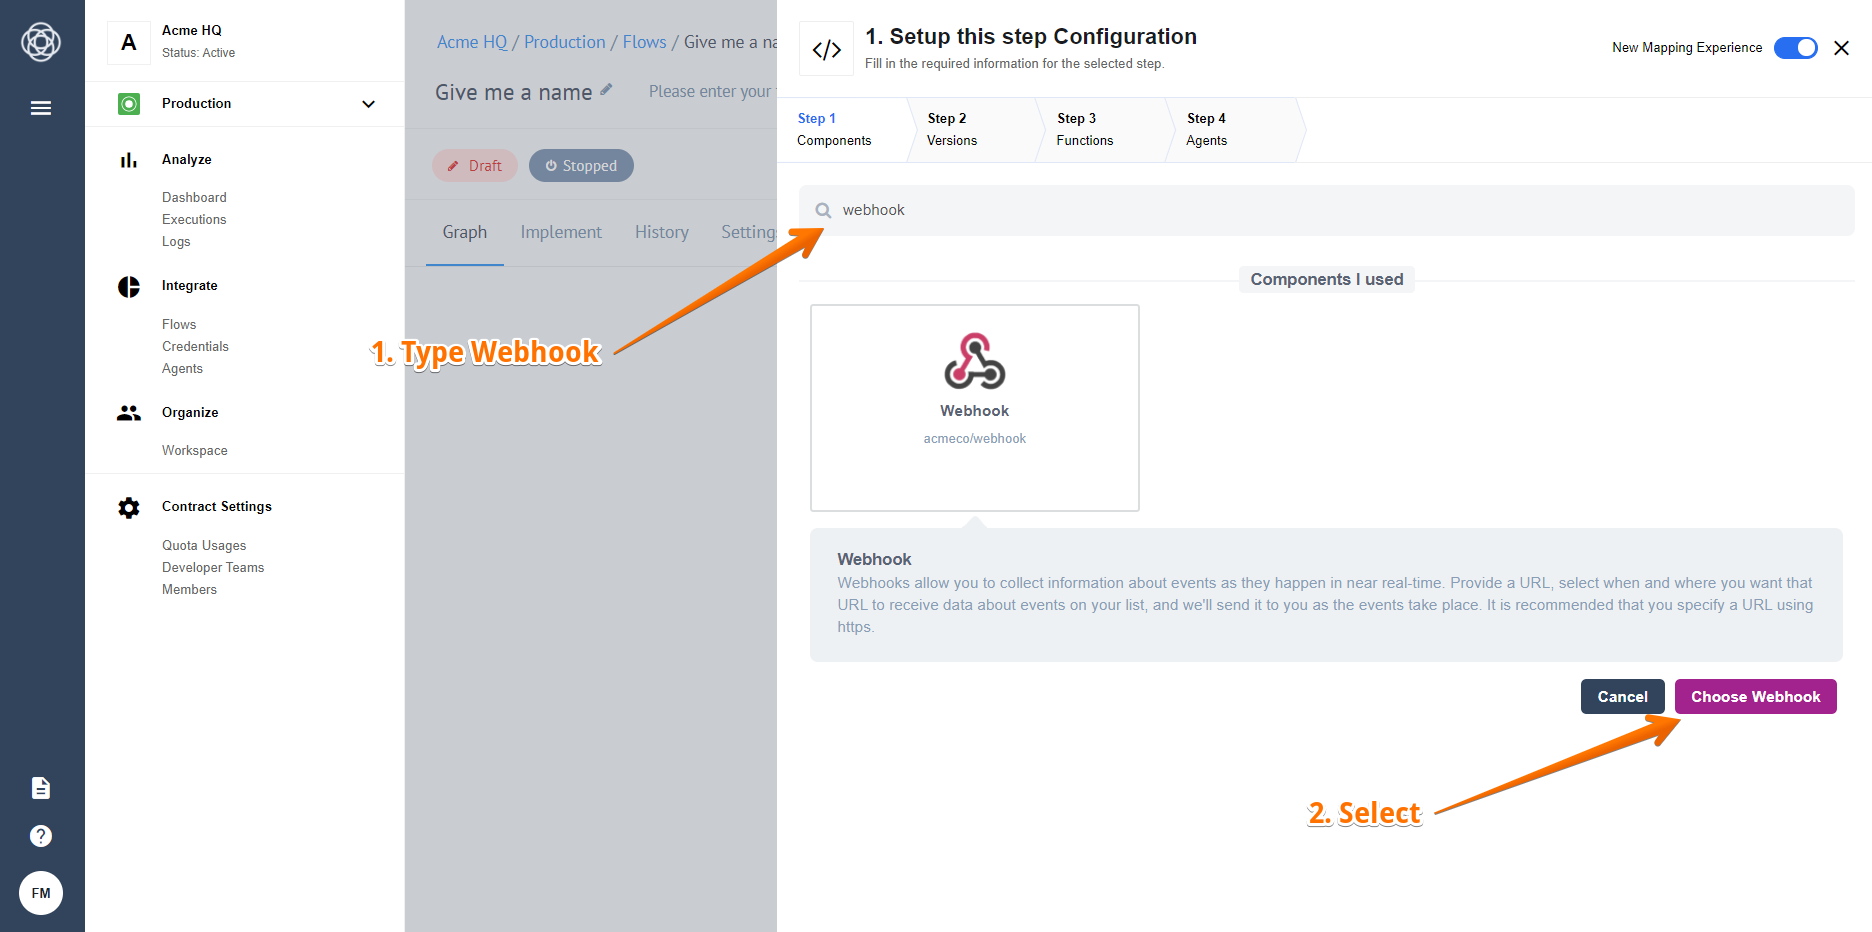 A
Acme HQ
Status: Active
Production
Analyze
Dashboard
Executions
Logs
Integrate
Flows
Credentials
Agents
Organize
Workspace
Contract Settings
Quota Usages
Developer Teams
Members
FM
Acme HQ / Production / Flows / Give me a na
Give me a name
Please enter your
Draft
Stopped
Graph
Implement
History
Setting
1. Setup this step Configuration
Fill in the required information for the selected step.
New Mapping Experience
Step 1
Components
Step 2
Versions
Step 3
Functions
Step 4
Agents
webhook
Components I used
1. Type Webhook
Webhook
acmeco/webhook
Webhook
Webhooks allow you to collect information about events as they happen in near real-time. Provide a URL, select when and where you want that
URL to receive data about events on your list, and we'll send it to you as the events take place. It is recommended that you specify a URL using
https.
Cancel
Choose Webhook
2. Select